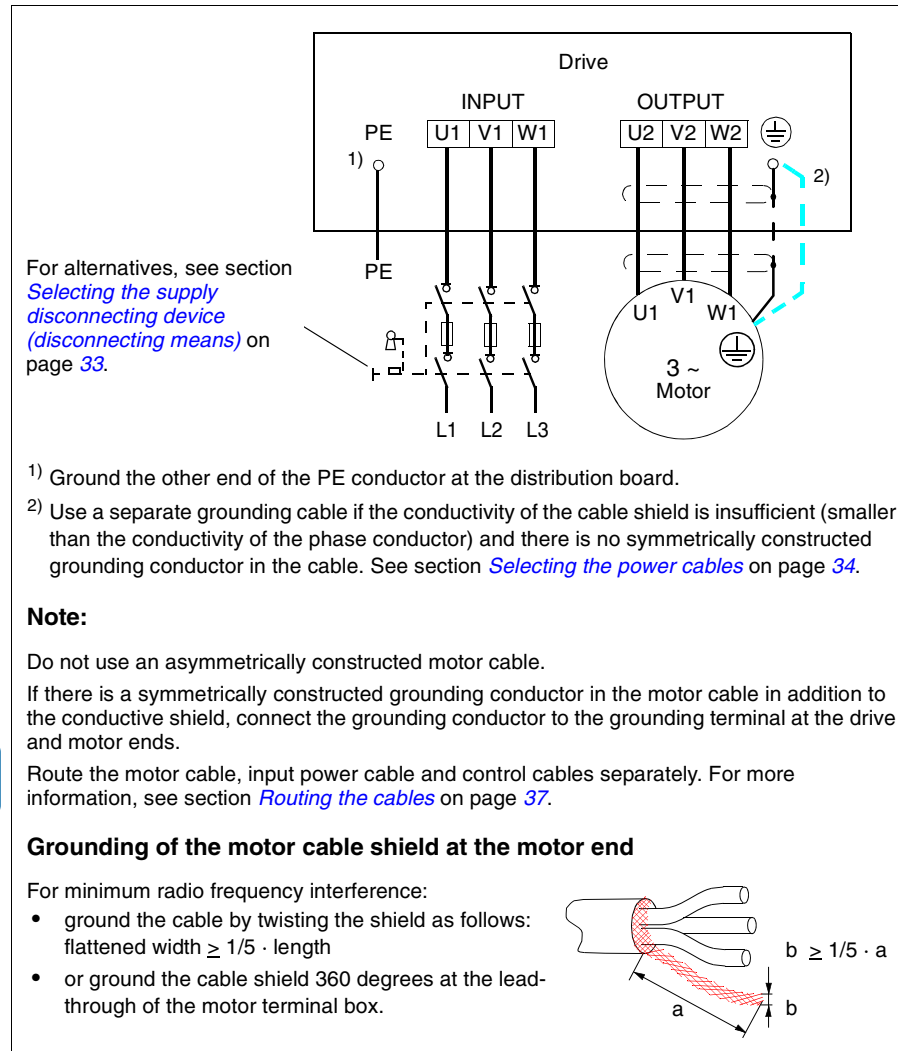 Drive
INPUT OUTPUT
PE U1 V1 W1 U2 V2 W2
1) 2)
PE
For alternatives, see section
Selecting the supply
disconnecting device
(disconnecting means) on
page 33.
U1 V1 W1
3 ~
Motor
L1 L2 L3
1) Ground the other end of the PE conductor at the distribution board.
2) Use a separate grounding cable if the conductivity of the cable shield is insufficient (smaller
than the conductivity of the phase conductor) and there is no symmetrically constructed
grounding conductor in the cable. See section Selecting the power cables on page 34.
Note:
Do not use an asymmetrically constructed motor cable.
If there is a symmetrically constructed grounding conductor in the motor cable in addition to
the conductive shield, connect the grounding conductor to the grounding terminal at the drive
and motor ends.
Route the motor cable, input power cable and control cables separately. For more
information, see section Routing the cables on page 37.
Grounding of the motor cable shield at the motor end
For minimum radio frequency interference:
• ground the cable by twisting the shield as follows:
flattened width ≥ 1/5 · length
• or ground the cable shield 360 degrees at the lead-
through of the motor terminal box.
b ≥ 1/5 · a
a
b